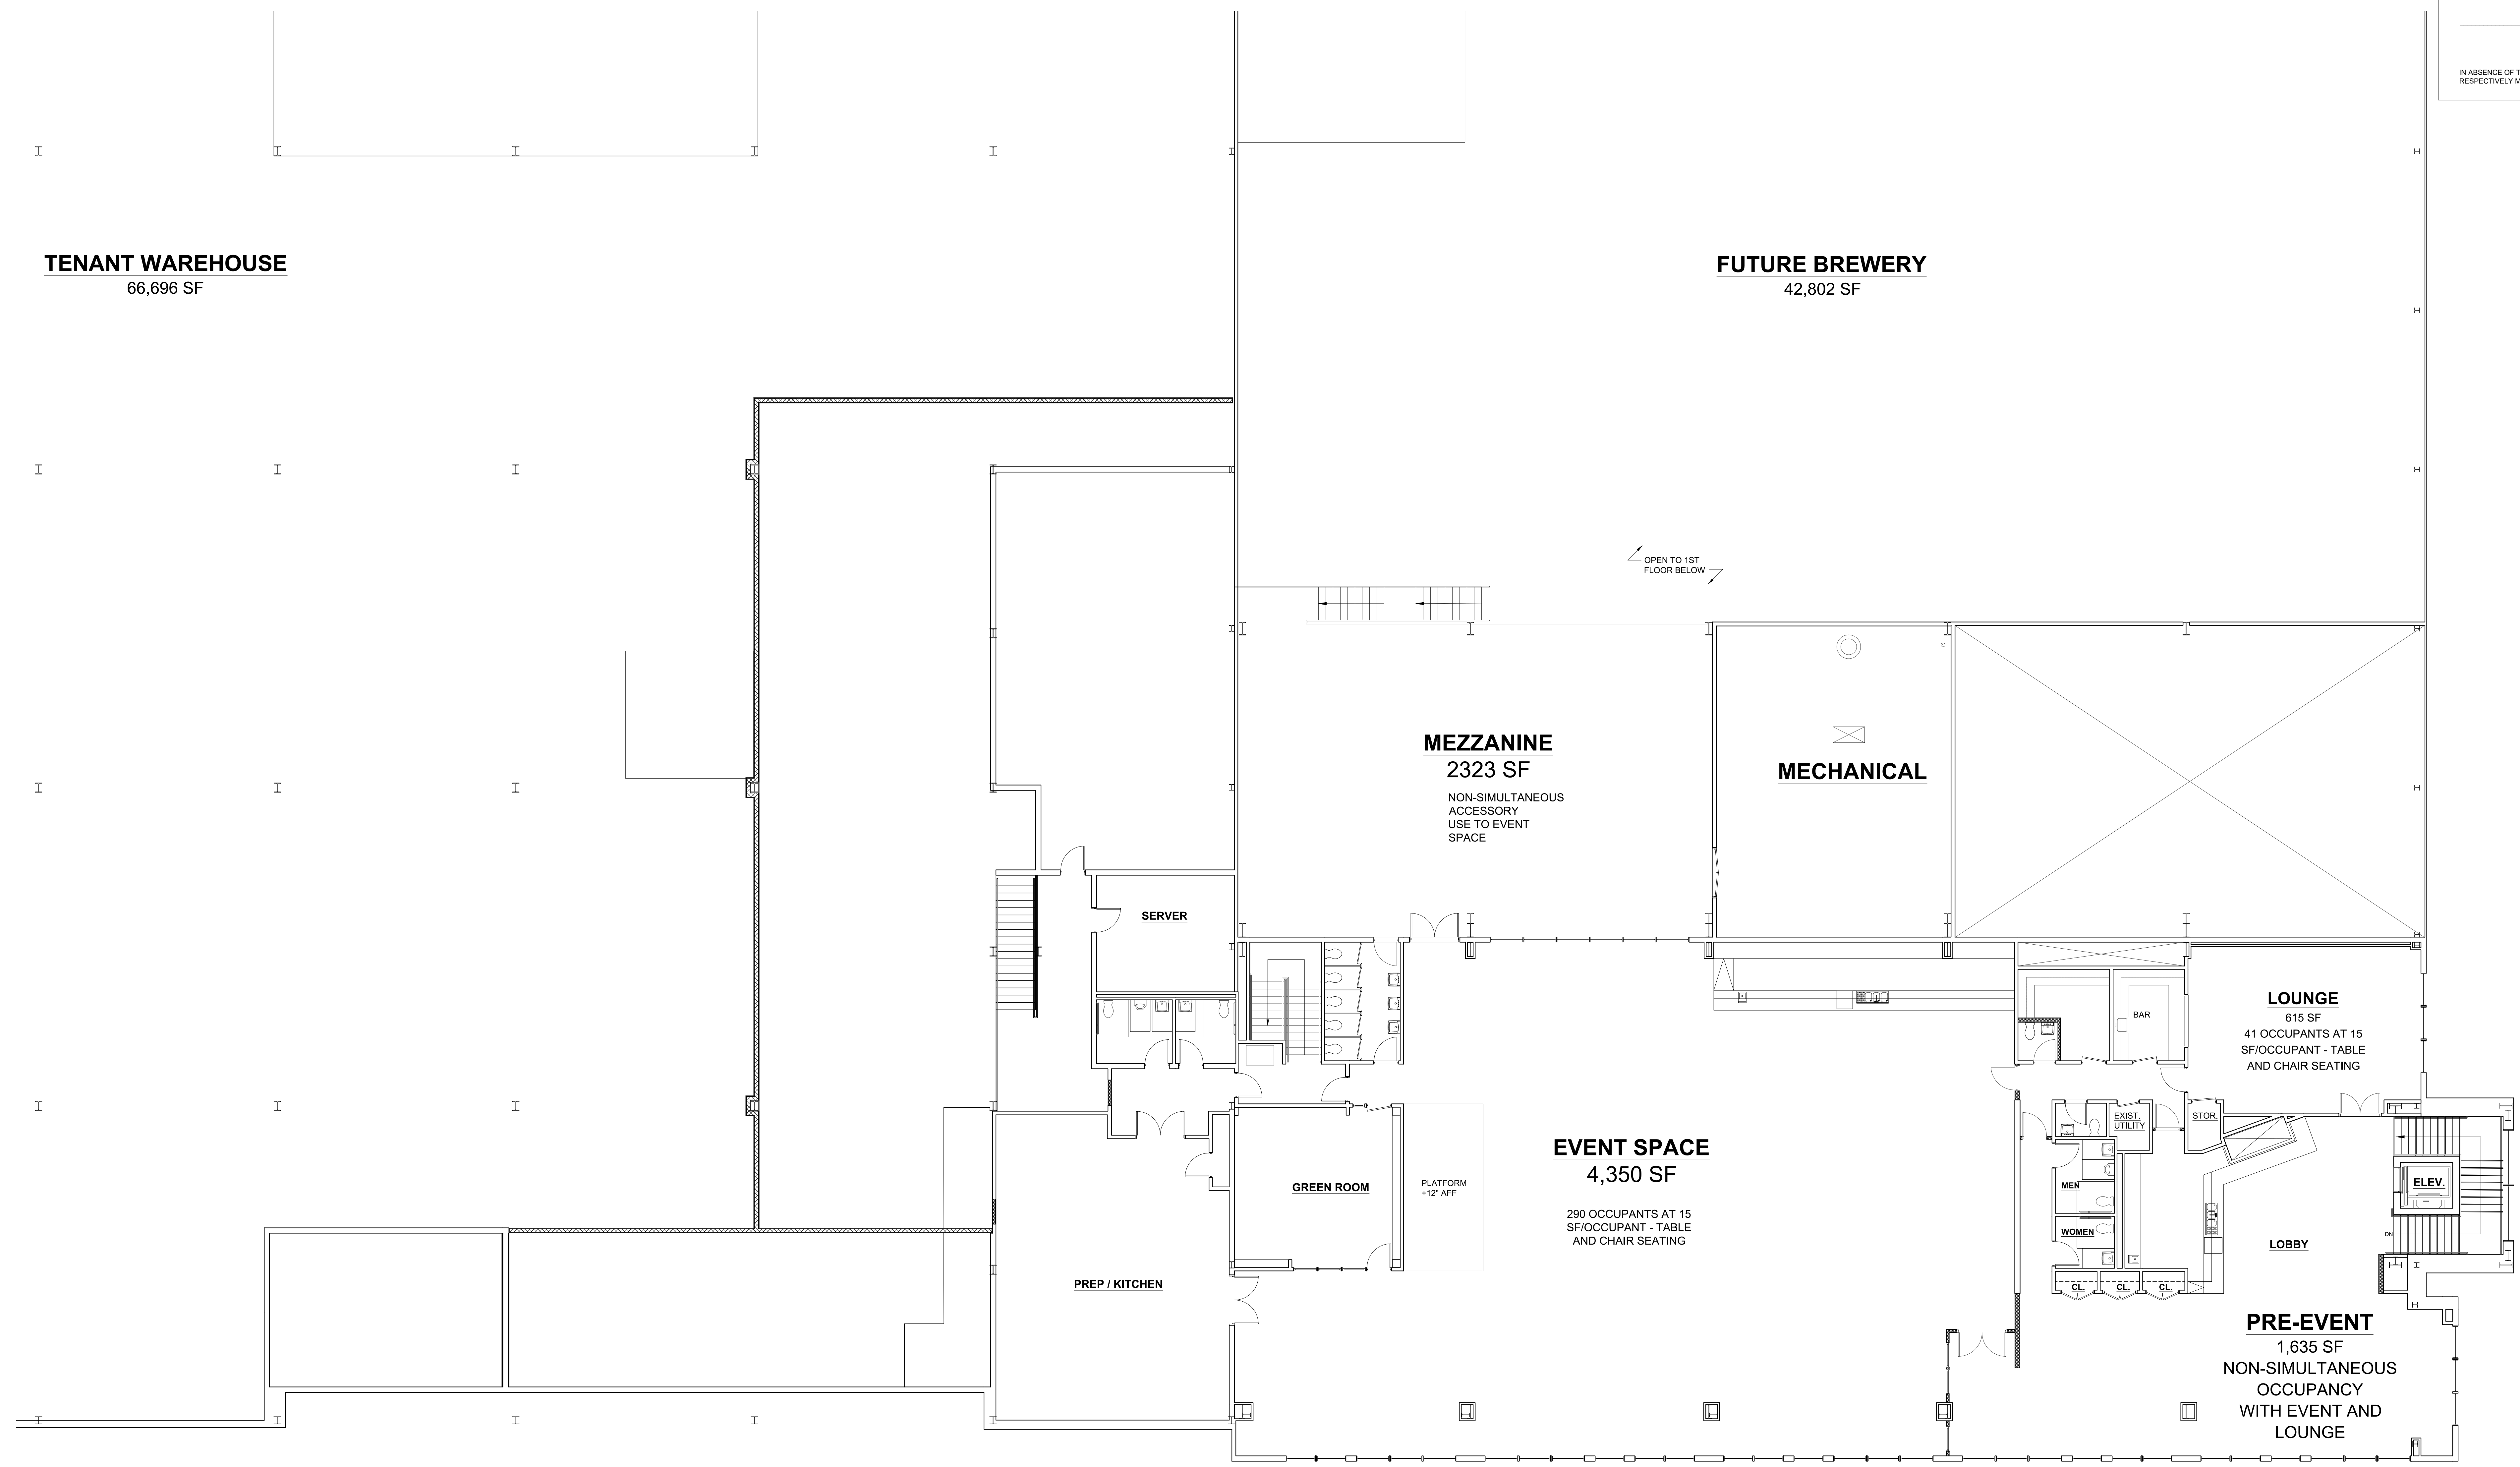 IN ABSENCE OF T
RESPECTIVELY M
TENANT WAREHOUSE
66,696 SF
FUTURE BREWERY
42,802 SF
OPEN TO 1ST
FLOOR BELOW
MEZZANINE
2323 SF
NON-SIMULTANEOUS
ACCESSORY
USE TO EVENT
SPACE
MECHANICAL
SERVER
LOUNGE
615 SF
41 OCCUPANTS AT 15
SF/OCCUPANT - TABLE
AND CHAIR SEATING
BAR
EXIST.
UTILITY
STOR.
EVENT SPACE
4,350 SF
290 OCCUPANTS AT 15
SF/OCCUPANT - TABLE
AND CHAIR SEATING
GREEN ROOM
PLATFORM
+12" AFF
MEN
WOMEN
ELEV.
DN
LOBBY
PREP / KITCHEN
CL.
CL.
CL.
PRE-EVENT
1,635 SF
NON-SIMULTANEOUS
OCCUPANCY
WITH EVENT AND
LOUNGE